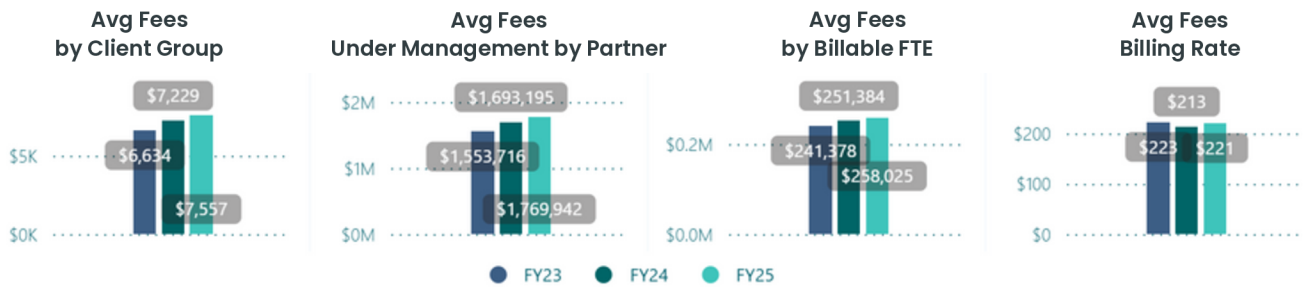 Avg Fees
by Client Group
$7,229
$5K
$6,634
$7,557
$0K
Avg Fees
Under Management by Partner
$2M
$1,693,195
$1,553,716
$1M
$1,769,942
$0M
Avg Fees
by Billable FTE
$251,384
$0.2M
$241,378
$258,025
$0.0M
Avg Fees
Billing Rate
$213
$200
$223
$221
$100
$0
FY23
FY24
FY25